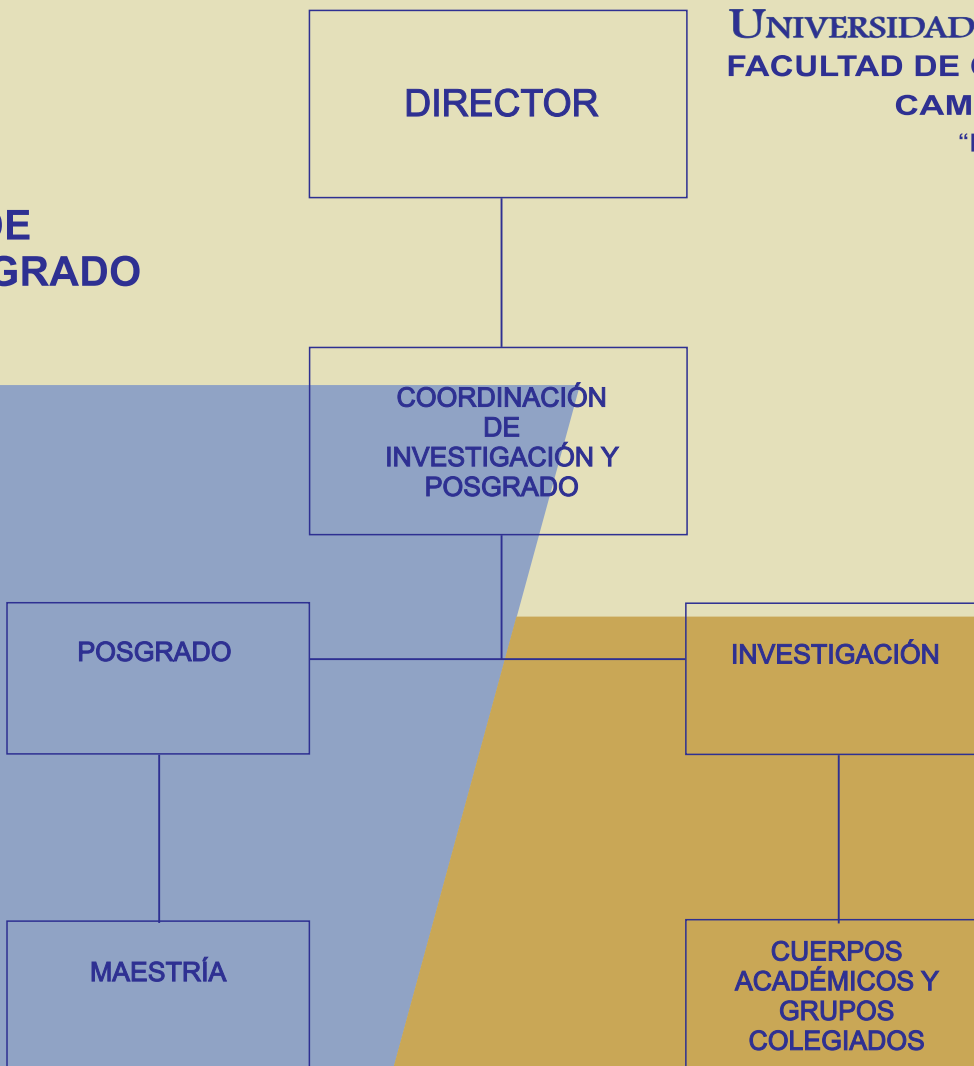 DIRECTOR
UNIVERSIDAD
FACULTAD DE
CAM
DE
GRADO
COORDINACIÓN
DE
INVESTIGACIÓN Y
POSGRADO
POSGRADO
INVESTIGACIÓN
MAESTRÍA
CUERPOS
ACADÉMICOS Y
GRUPOS
COLEGIADOS